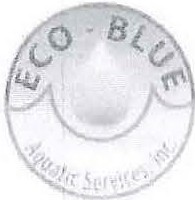 ECO - BLUE
Aquatic Services, Inc.